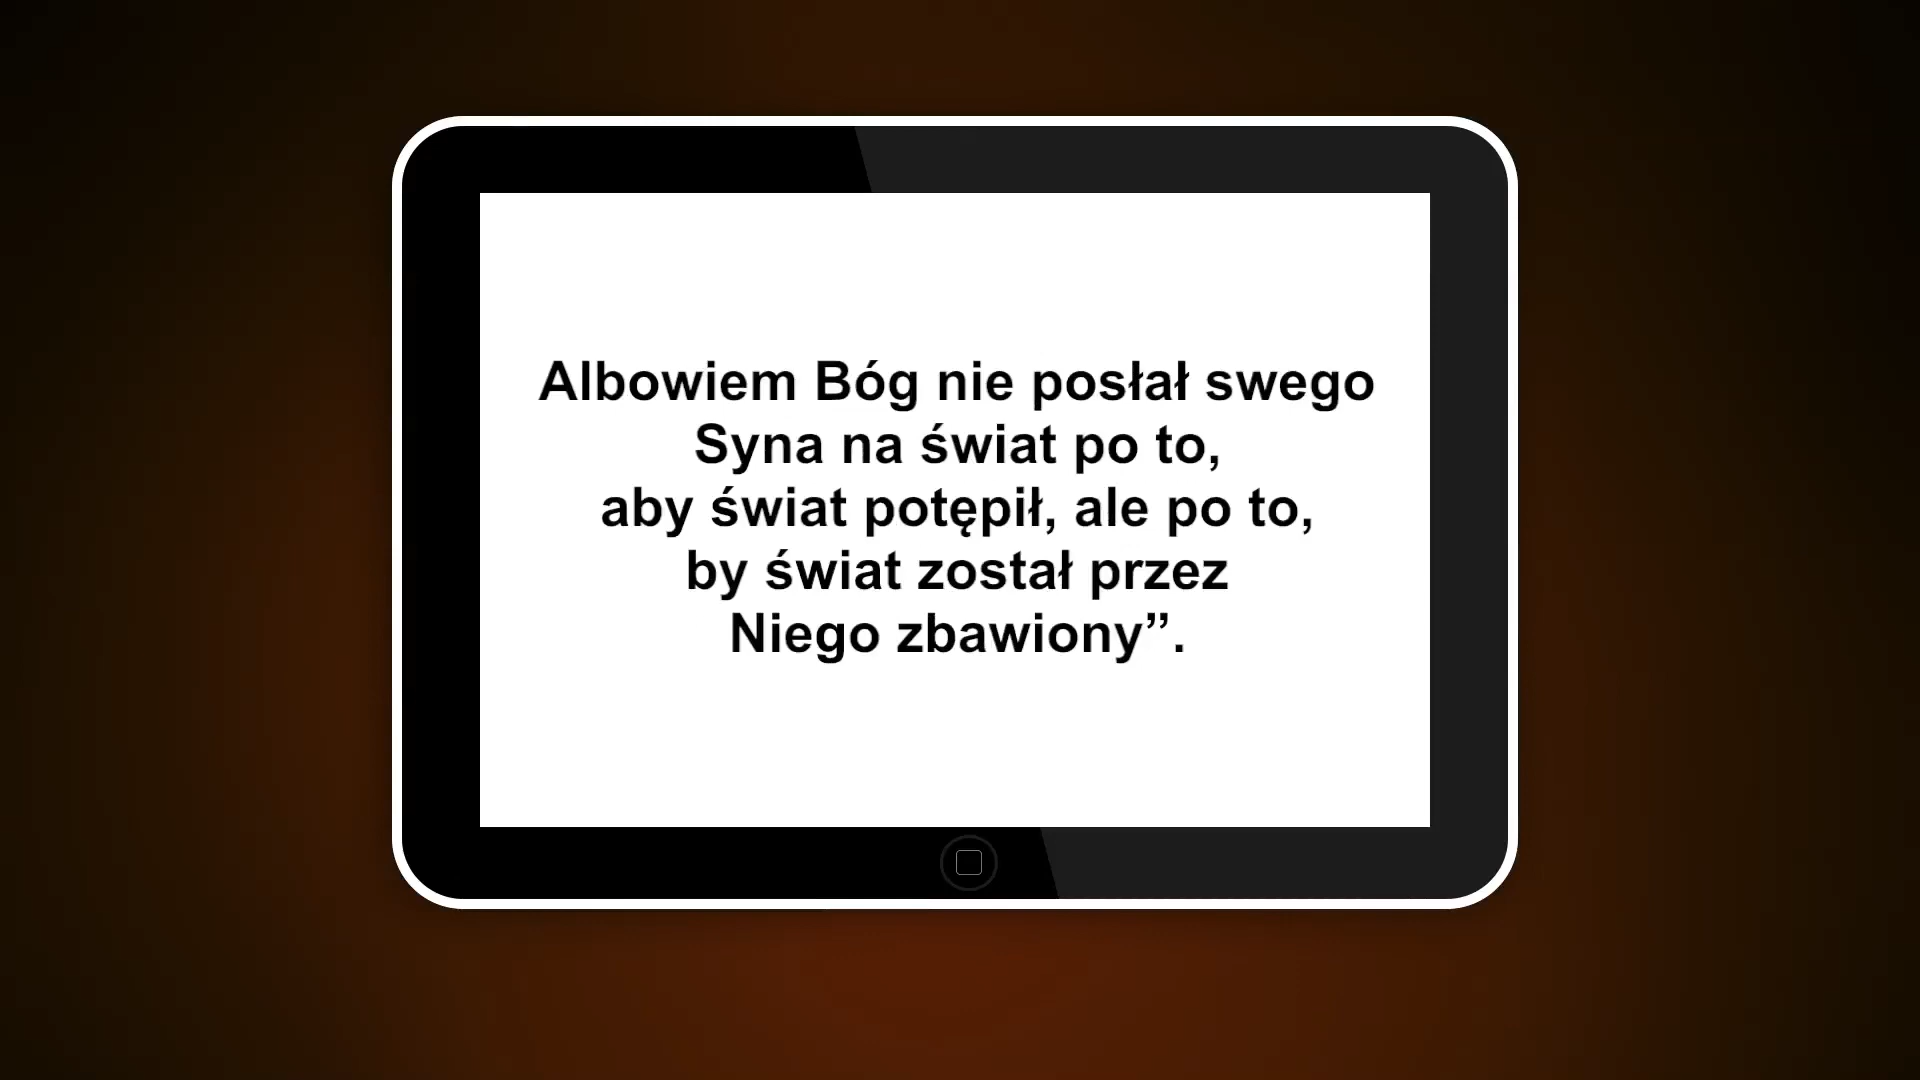 Albowiem Bóg nie posłał swego
Syna na świat po to,
aby świat potępił, ale po to,
by świat został przez
Niego zbawiony”.